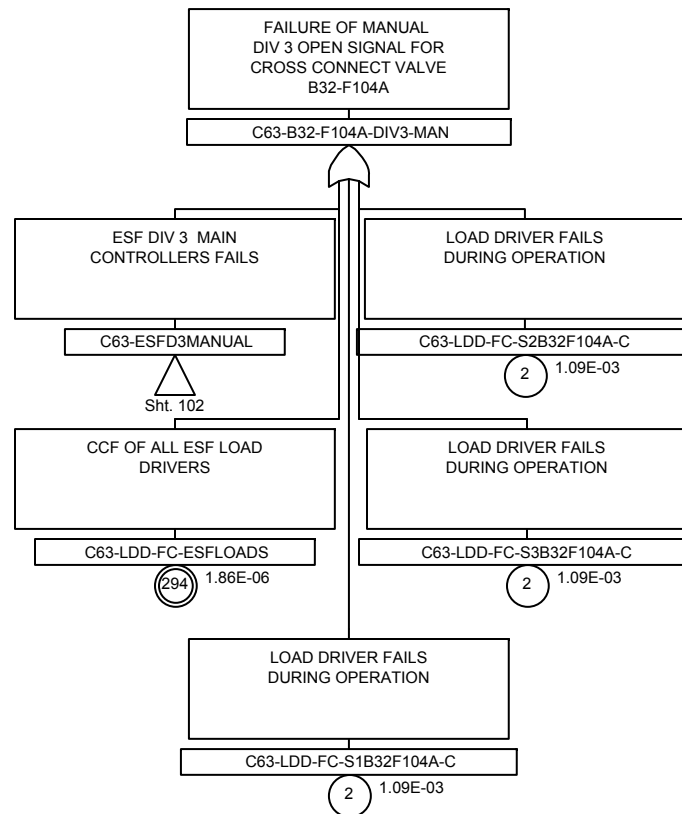 FAILURE OF MANUAL
DIV 3 OPEN SIGNAL FOR
CROSS CONNECT VALVE
B32-F104A
C63-B32-F104A-DIV3-MAN
ESF DIV 3 MAIN
CONTROLLERS FAILS
C63-ESFD3MANUAL
Sht. 102
LOAD DRIVER FAILS
DURING OPERATION
C63-LDD-FC-S2B32F104A-C
2
1.09E-03
CCF OF ALL ESF LOAD
DRIVERS
C63-LDD-FC-ESFLOADS
294
1.86E-06
LOAD DRIVER FAILS
DURING OPERATION
C63-LDD-FC-S3B32F104A-C
2
1.09E-03
LOAD DRIVER FAILS
DURING OPERATION
C63-LDD-FC-S1B32F104A-C
2
1.09E-03